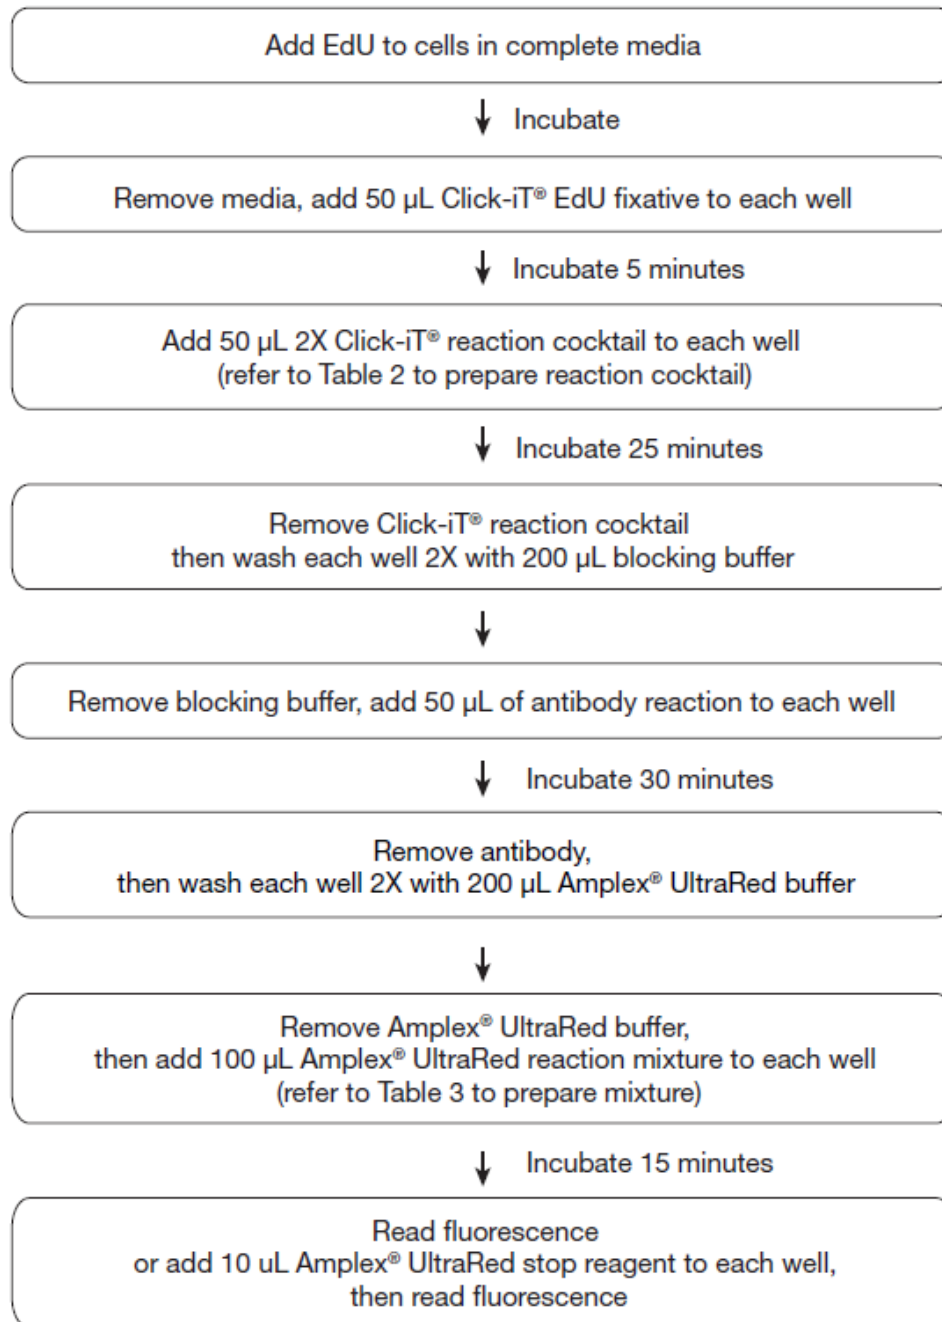 Add EdU to cells in complete media
Incubate
Remove media, add 50 µL Click-iT® EdU fixative to each well
Incubate 5 minutes
Add 50 µL 2X Click-iT® reaction cocktail to each well
(refer to Table 2 to prepare reaction cocktail)
Incubate 25 minutes
Remove Click-iT® reaction cocktail
then wash each well 2X with 200 µL blocking buffer
Remove blocking buffer, add 50 µL of antibody reaction to each well
Incubate 30 minutes
Remove antibody,
then wash each well 2X with 200 µL Amplex® UltraRed buffer
Remove Amplex® UltraRed buffer,
then add 100 µL Amplex® UltraRed reaction mixture to each well
(refer to Table 3 to prepare mixture)
Incubate 15 minutes
Read fluorescence
or add 10 uL Amplex® UltraRed stop reagent to each well,
then read fluorescence